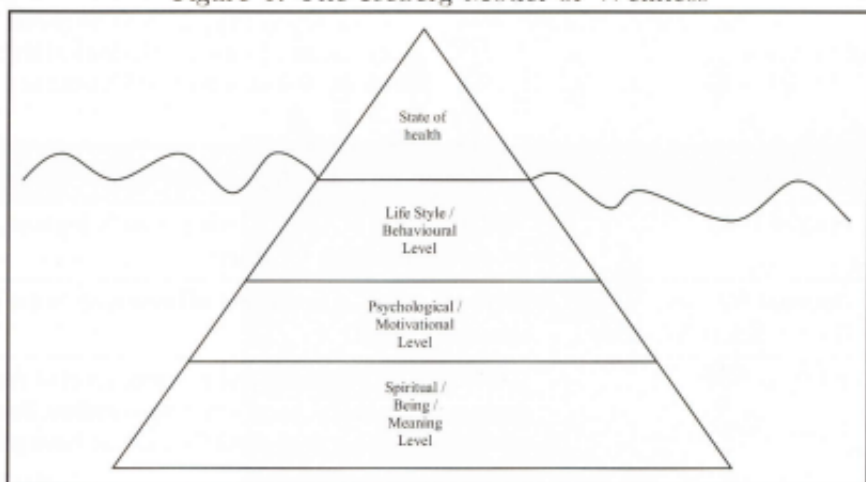 State of
health
Life Style /
Behavioural
Level
Psychological /
Motivational
Level
Spiritual /
Being /
Meaning
Level